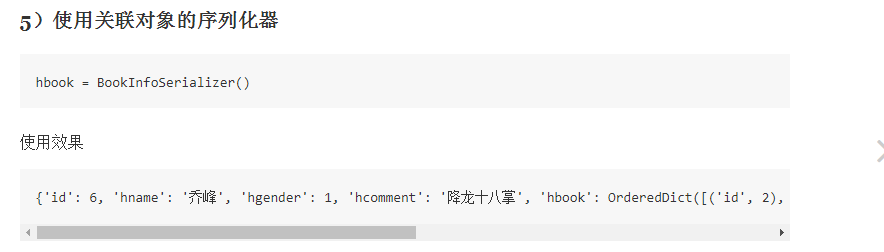 5）使用关联对象的序列化器
hbook = BookInfoSerializer()
使用效果
{'id': 6, 'hname': '乔峰', 'hgender': 1, 'hcomment': '降龙十八掌', 'hbook': OrderedDict([('id', 2),